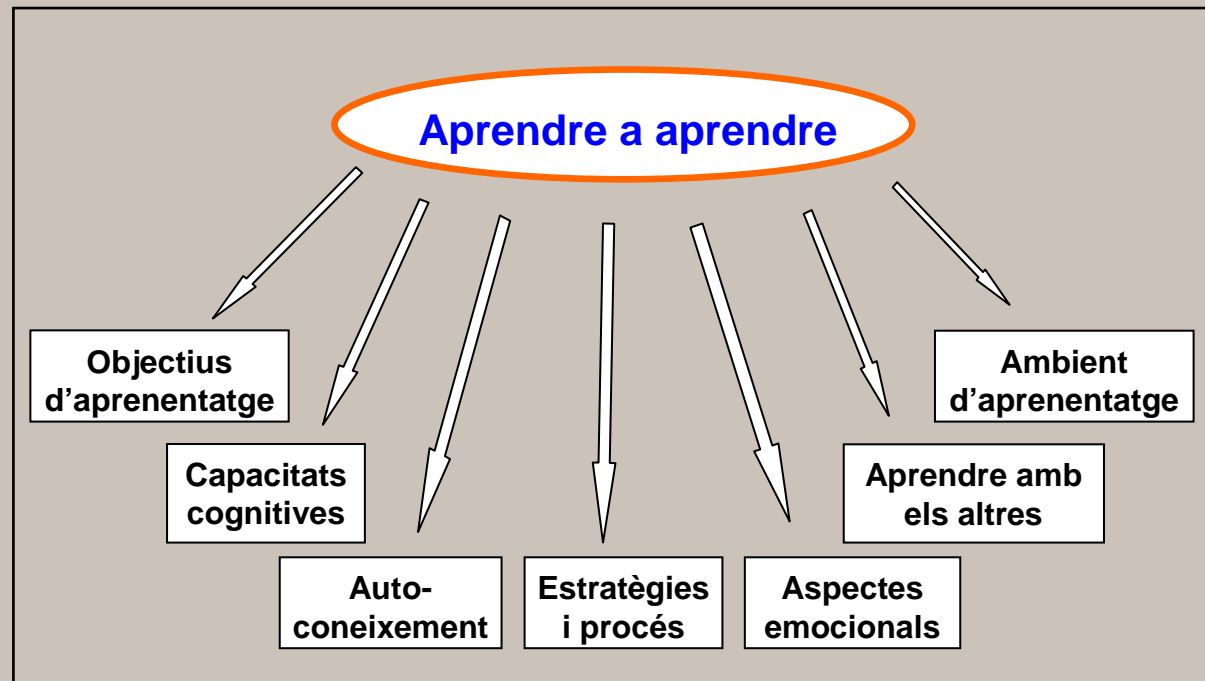 Aprendre a aprendre
Objectius
d’aprenentatge
Capacitats
cognitives
Auto-
coneixement
Estratègies
i procés
Aspectes
emocionals
Aprendre amb
els altres
Ambient
d’aprenentatge